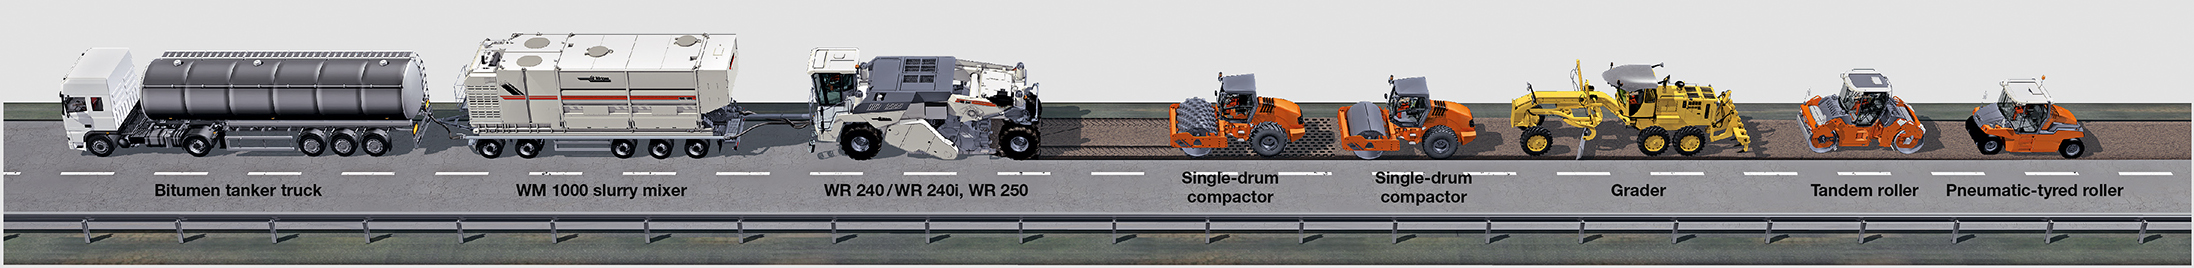 Bitumen tanker truck
WM 1000 slurry mixer
WR 240 / WR 240i, WR 250
Single-drum
compactor
Single-drum
compactor
Grader
Tandem roller
Pneumatic-tyred roller